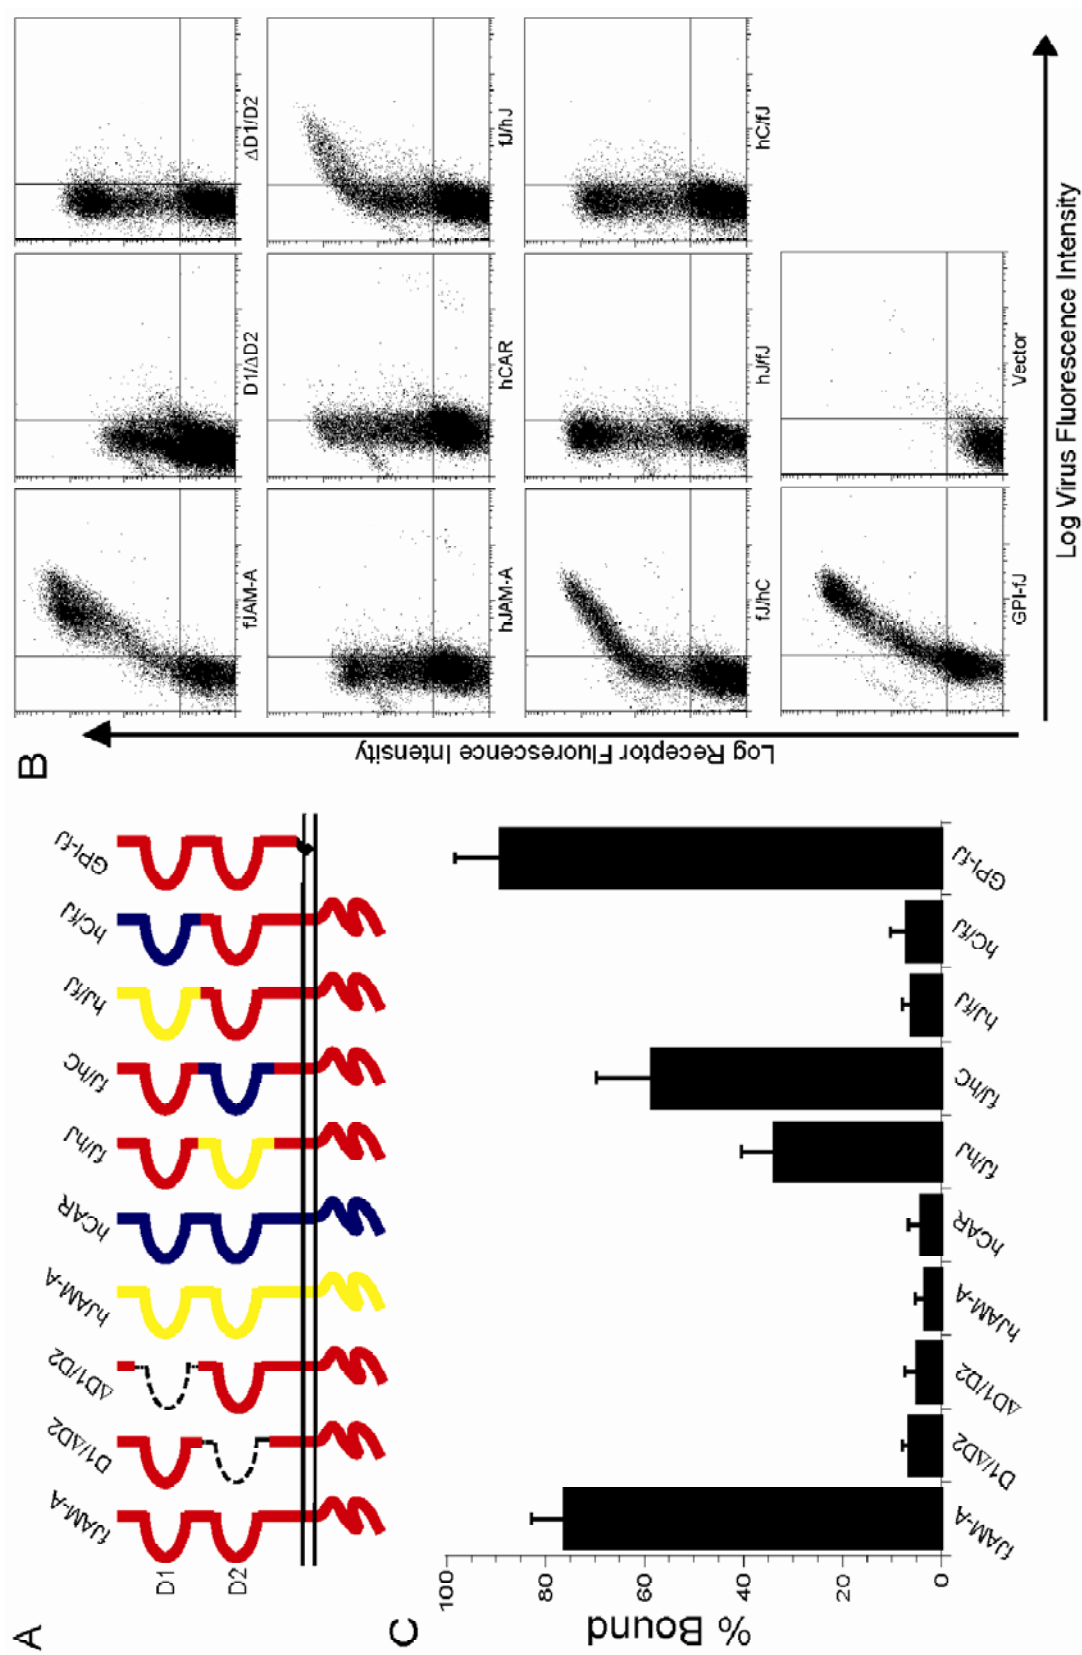 A
fJAM-A
D1/ΔD2
ΔD1/D2
hJAM-A
hCAR
fJ/hJ
fJ/hC
hJ/fJ
hC/fJ
GPI-fJ
D1
D2
B
Log Receptor Fluorescence Intensity
fJAM-A
D1/ΔD2
ΔD1/D2
hJAM-A
hCAR
fJ/hJ
fJ/hC
hJ/fJ
hC/fJ
GPI-fJ
Vector
Log Virus Fluorescence Intensity
C
% Bound
100
80
60
40
20
0
fJAM-A
D1/ΔD2
ΔD1/D2
hJAM-A
hCAR
fJ/hJ
fJ/hC
hJ/fJ
hC/fJ
GPI-fJ